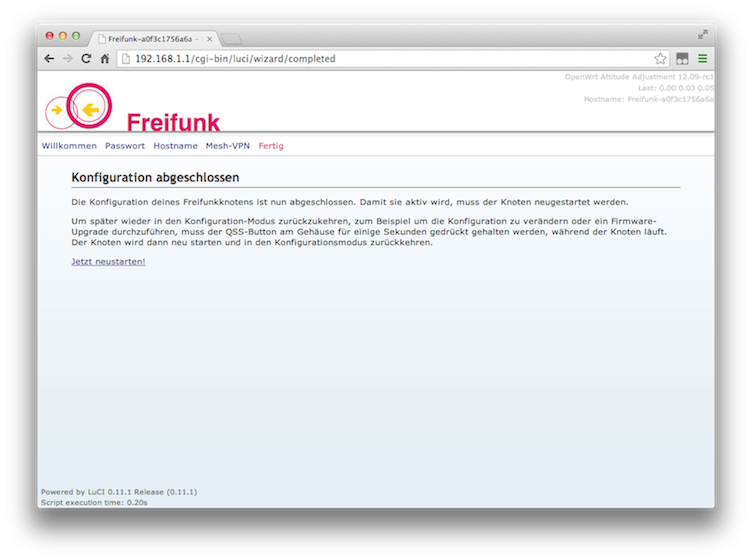 Freifunk-a0f3c1756a6a -
192.168.1.1/cgi-bin/luci/wizard/completed
OpenWrt Attitude Adjustment 12.09-rc1
Last: 0.00 0.03 0.05
Hostname: Freifunk-a0f3c1756a6a
Freifunk
Willkommen Passwort Hostname Mesh-VPN Fertig
Konfiguration abgeschlossen
Die Konfiguration deines Freifunkknotens ist nun abgeschlossen. Damit sie aktiv wird, muss der Knoten neugestartet werden.
Um später wieder in den Konfiguration-Modus zurückzukehren, zum Beispiel um die Konfiguration zu verändern oder ein Firmware-
Upgrade durchzuführen, muss der QSS-Button am Gehäuse für einige Sekunden gedrückt gehalten werden, während der Knoten läuft.
Der Knoten wird dann neu starten und in den Konfigurationsmodus zurückkehren.
Jetzt neustarten!
Powered by LuCI 0.11.1 Release (0.11.1)
Script execution time: 0.20s